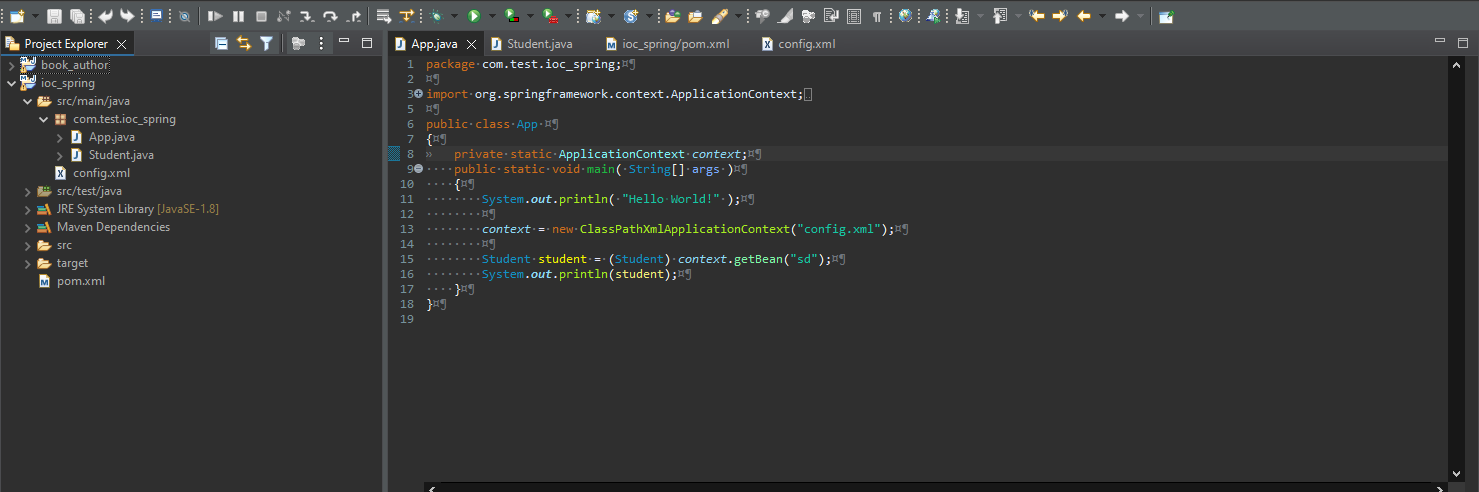 Project Explorer
book_author
ioc_spring
src/main/java
com.test.ioc_spring
App.java
Student.java
config.xml
src/test/java
JRE System Library [JavaSE-1.8]
Maven Dependencies
src
target
pom.xml
App.java Student.java ioc_spring/pom.xml config.xml
1 package·com.test.ioc_spring;¤¶
2 ¤¶
3 import·org.springframework.context.ApplicationContext;
5 ¤¶
6 public·class·App·¤¶
7 {¤¶
8 » private·static·ApplicationContext·context;¤¶
9 ····public·static·void·main(·String[]·args·)¤¶
10 ····{¤¶
11 ········System.out.println(·"Hello·World!"·);¤¶
12 ········¤¶
13 ········context·=·new·ClassPathXmlApplicationContext("config.xml");¤¶
14 ········¤¶
15 ········Student·student·=·(Student)·context.getBean("sd");¤¶
16 ········System.out.println(student);¤¶
17 ····}¤¶
18 }¤¶
19